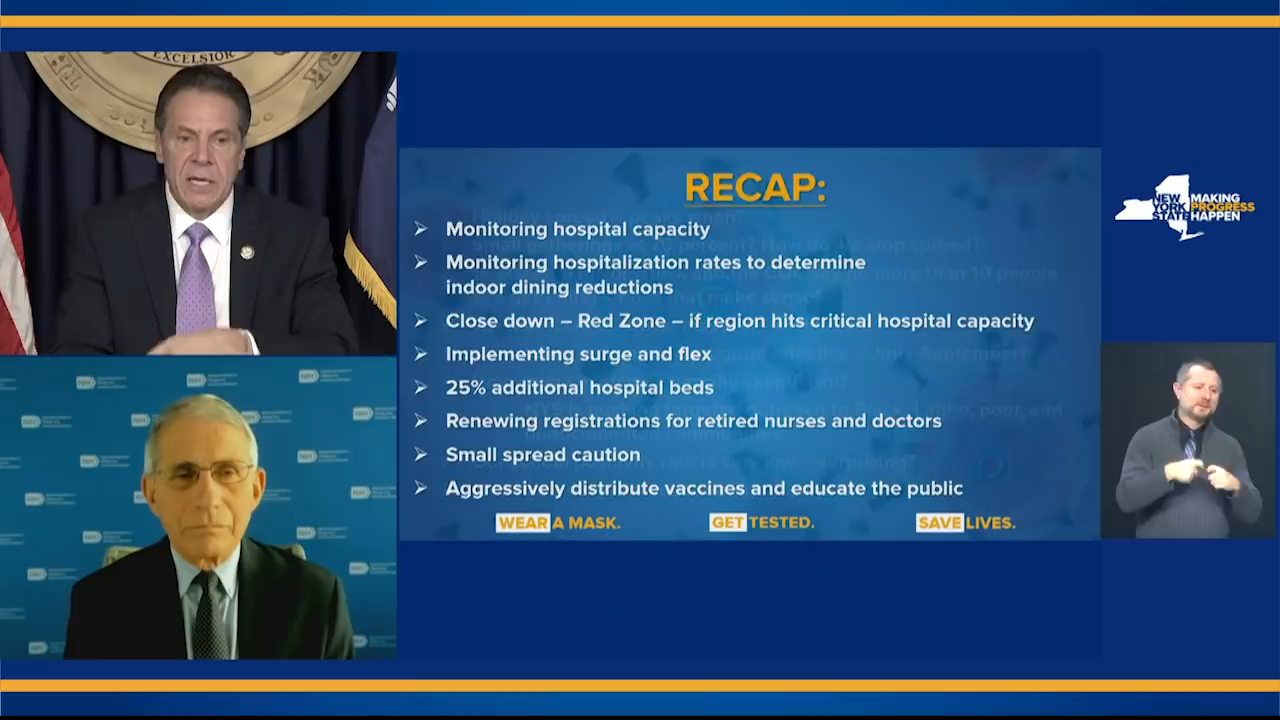 EXCELSIOR
RECAP:
Monitoring hospital capacity
Monitoring hospitalization rates to determine
indoor dining reductions
Close down – Red Zone – if region hits critical hospital capacity
Implementing surge and flex
25% additional hospital beds
Renewing registrations for retired nurses and doctors
Small spread caution
Aggressively distribute vaccines and educate the public
WEAR A MASK. GET TESTED. SAVE LIVES.
NEW YORK STATE
MAKING
PROGRESS
HAPPEN
NIH